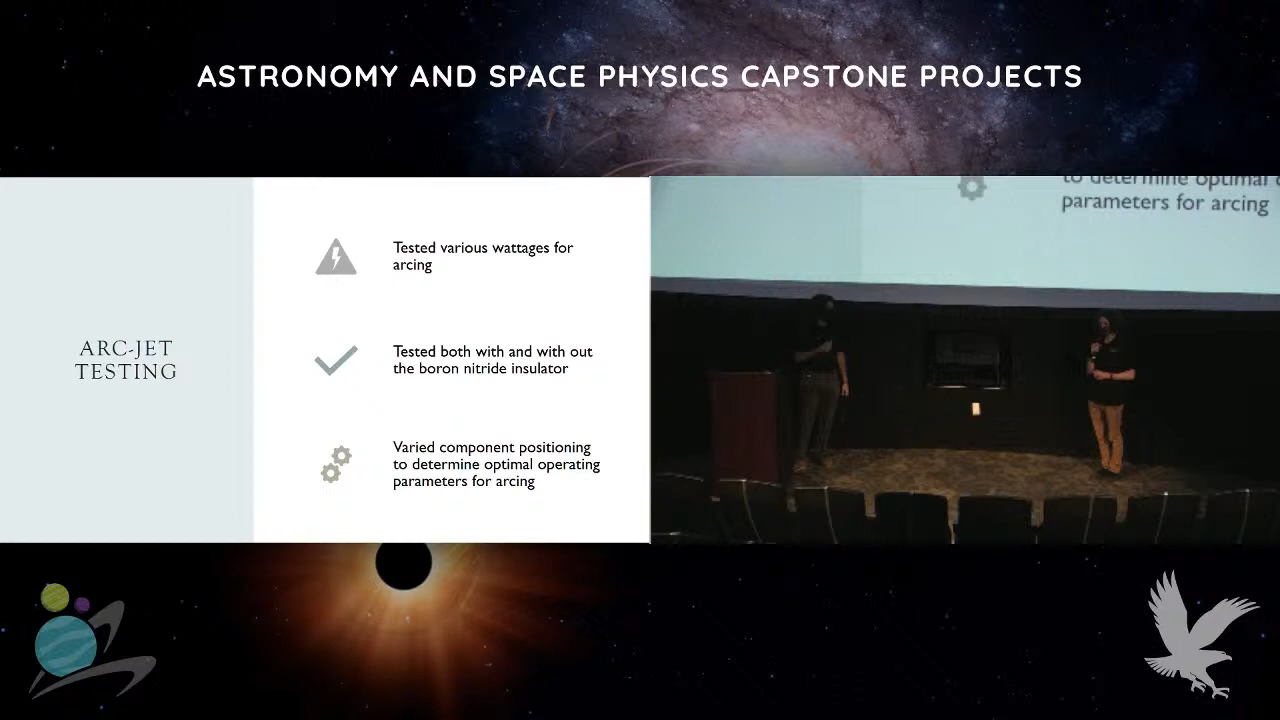 ASTRONOMY AND SPACE PHYSICS CAPSTONE PROJECTS
ARC-JET
TESTING
Tested various wattages for
arcing
Tested both with and with out
the boron nitride insulator
Varied component positioning
to determine optimal operating
parameters for arcing
to determine optimal
parameters for arcing